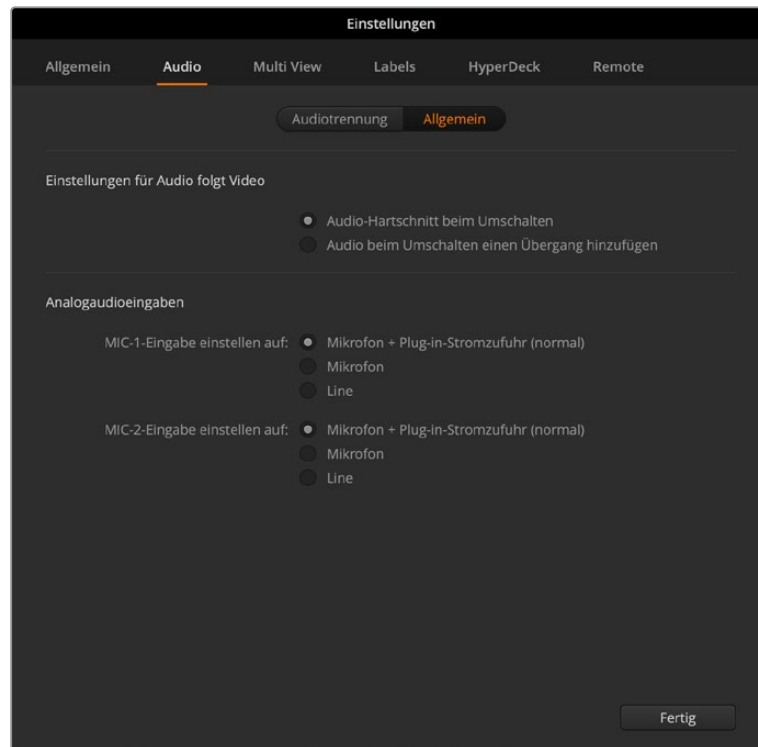 Einstellungen
Allgemein Audio Multi View Labels HyperDeck Remote
Audiotrennung Allgemein
Einstellungen für Audio folgt Video
Audio-Hartschnitt beim Umschalten
Audio beim Umschalten einen Übergang hinzufügen
Analogaudioeingaben
MIC-1-Eingabe einstellen auf: Mikrofon + Plug-in-Stromzufuhr (normal)
Mikrofon
Line
MIC-2-Eingabe einstellen auf: Mikrofon + Plug-in-Stromzufuhr (normal)
Mikrofon
Line
Fertig